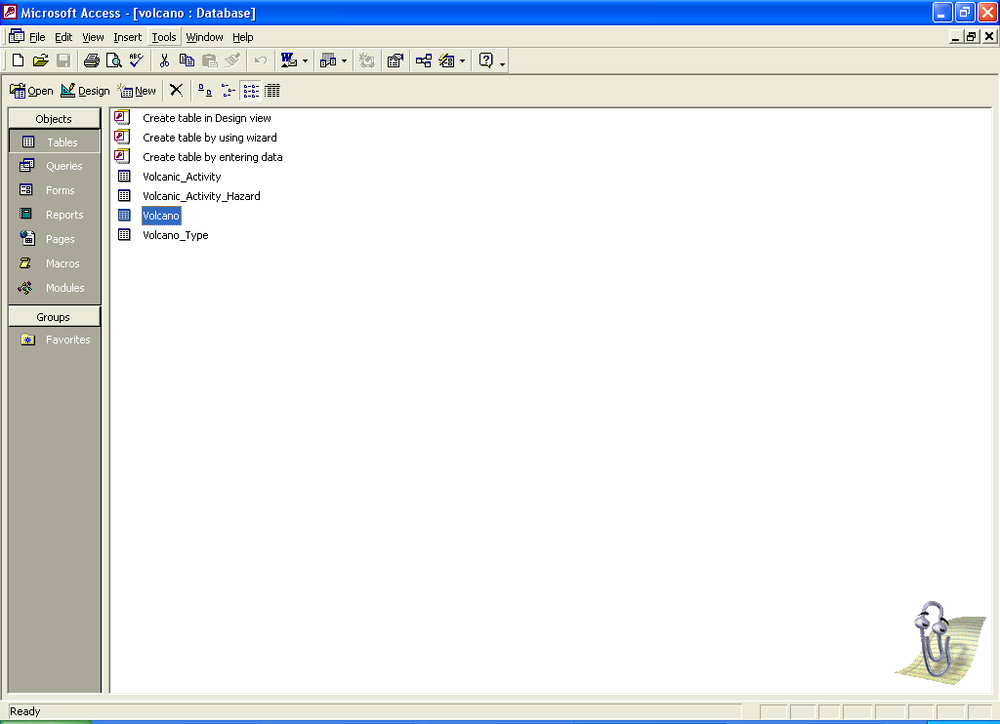 Microsoft Access - [volcano : Database]
File Edit View Insert Tools Window Help
ABC
W
Open Design New
Objects
Tables
Queries
Forms
Reports
Pages
Macros
Modules
Groups
Favorites
Create table in Design view
Create table by using wizard
Create table by entering data
Volcanic_Activity
Volcanic_Activity_Hazard
Volcano
Volcano_Type
Ready